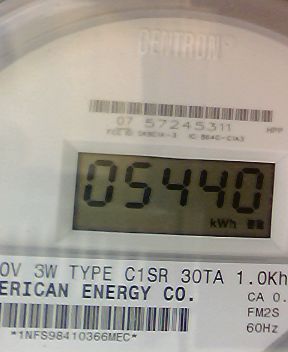 CENTRON
07 57245311
HPP
05440
kWh
0V 3W TYPE C1SR 30TA 1.0Kh
ERICAN ENERGY CO.
CA 0.
FM2S
60Hz
*1NFS98410366MEC*